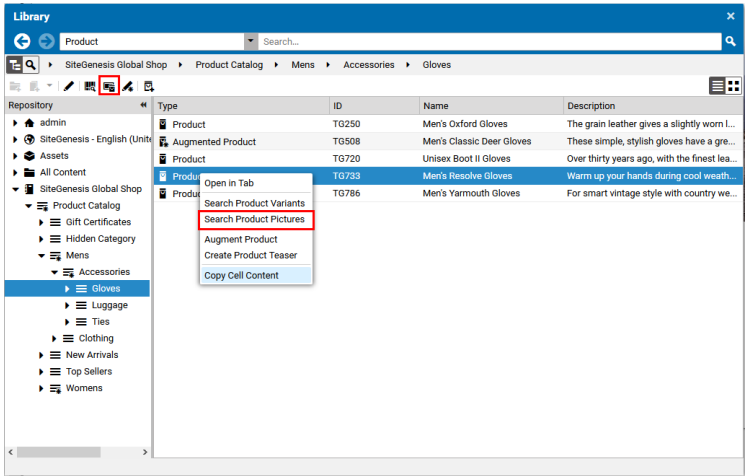 Library
Product
Search...
SiteGenesis Global Shop Product Catalog Mens Accessories Gloves
Repository
admin
SiteGenesis - English (Unite
Assets
All Content
SiteGenesis Global Shop
Product Catalog
Gift Certificates
Hidden Category
Mens
Accessories
Gloves
Luggage
Ties
Clothing
New Arrivals
Top Sellers
Womens
Type ID Name Description
Product TG250 Men's Oxford Gloves The grain leather gives a slightly worn l...
Augmented Product TG508 Men's Classic Deer Gloves These simple, stylish gloves have a gre...
Product TG720 Unisex Boot II Gloves Over thirty years ago, with the finest lea...
Produc TG733 Men's Resolve Gloves Warm up your hands during cool weath...
Produc TG786 Men's Yarmouth Gloves For smart vintage style with country we...
Open in Tab
Search Product Variants
Search Product Pictures
Augment Product
Create Product Teaser
Copy Cell Content